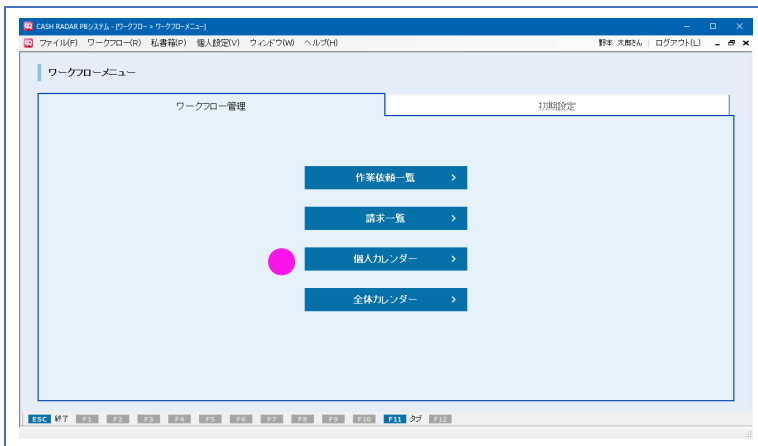 CASH RADAR PBシステム - [ワークフロー > ワークフローメニュー]
ファイル(F) ワークフロー(R) 私書箱(P) 個人設定(V) ウィンドウ(W) ヘルプ(H) 野本 太郎さん | ログアウト(L)
ワークフローメニュー
ワークフロー管理 初期設定
作業依頼一覧 >
請求一覧 >
個人カレンダー >
全体カレンダー >
ESC 終了 F1 F2 F3 F4 F5 F6 F7 F8 F9 F10 F11 タブ F12